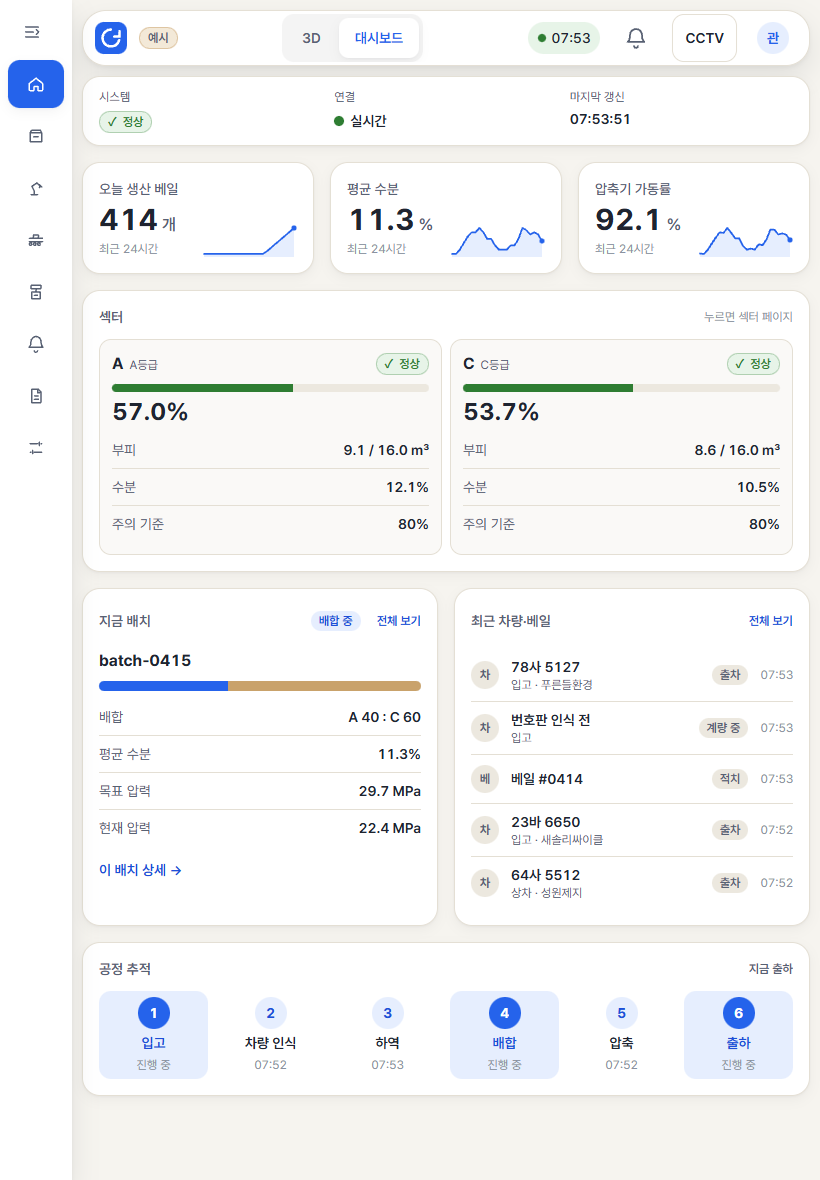 예시
3D
대시보드
07:53
CCTV
관
시스템
✓ 정상
연결
실시간
마지막 갱신
07:53:51
오늘 생산 베일
414 개
최근 24시간
평균 수분
11.3 %
최근 24시간
압축기 가동률
92.1 %
최근 24시간
섹터
누르면 섹터 페이지
A A등급
✓ 정상
57.0%
부피
9.1 / 16.0 m³
수분
12.1%
주의 기준
80%
C C등급
✓ 정상
53.7%
부피
8.6 / 16.0 m³
수분
10.5%
주의 기준
80%
지금 배치
배합 중
전체 보기
batch-0415
배합
A 40 : C 60
평균 수분
11.3%
목표 압력
29.7 MPa
현재 압력
22.4 MPa
이 배치 상세 →
최근 차량·베일
전체 보기
차
78사 5127
입고 · 푸른들환경
출차
07:53
차
번호판 인식 전
입고
계량 중
07:53
베
베일 #0414
적치
07:53
차
23바 6650
입고 · 새솔리싸이클
출차
07:52
차
64사 5512
상차 · 성원제지
출차
07:52
공정 추적
지금 출하
1
입고
진행 중
2
차량 인식
07:52
3
하역
07:53
4
배합
진행 중
5
압축
07:52
6
출하
진행 중